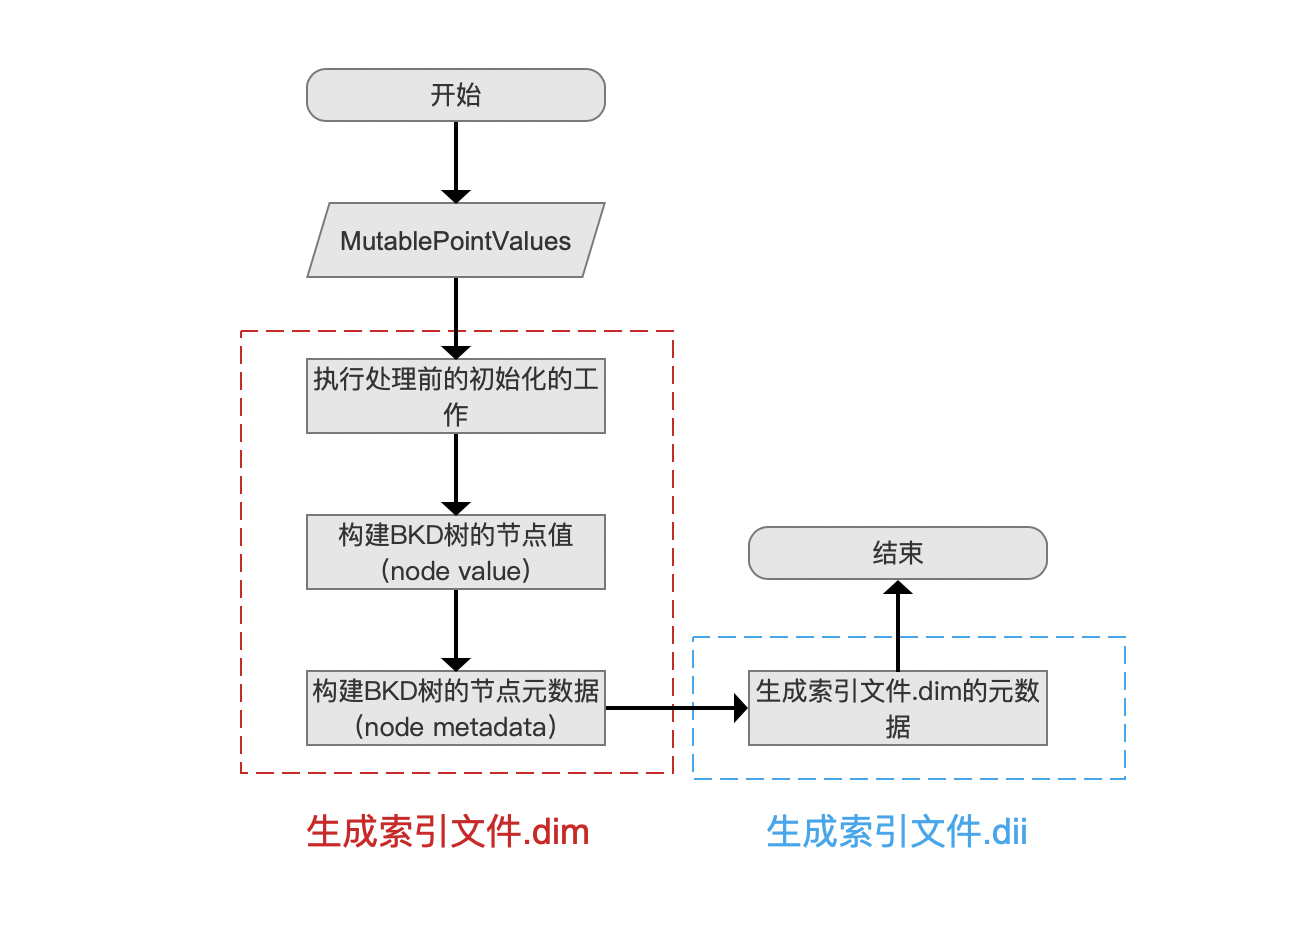 开始
MutablePointValues
执行处理前的初始化的工
作
构建BKD树的节点值
（node value）
构建BKD树的节点元数据
（node metadata）
结束
生成索引文件.dim的元数
据
生成索引文件.dim
生成索引文件.dii